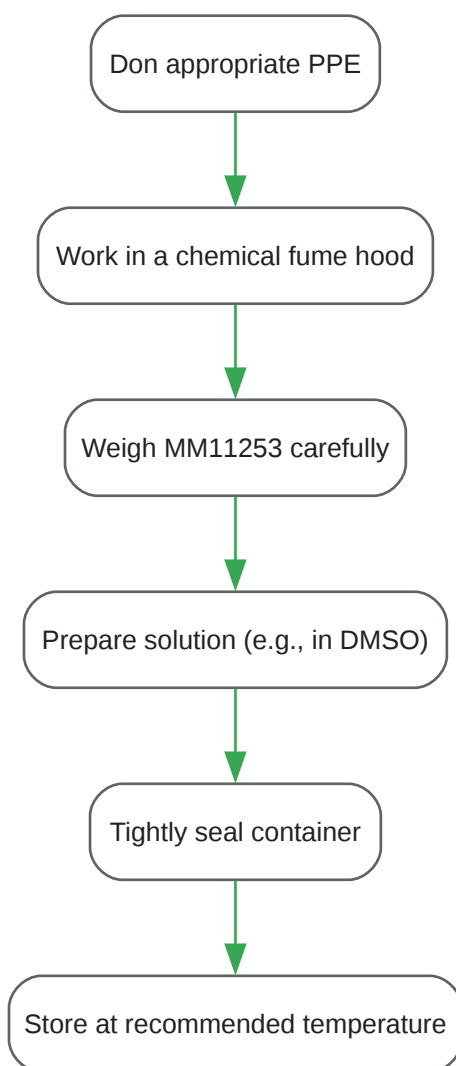 Don appropriate PPE
Work in a chemical fume hood
Weigh MM11253 carefully
Prepare solution (e.g., in DMSO)
Tightly seal container
Store at recommended temperature